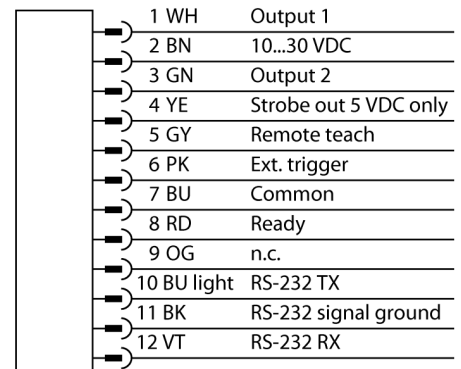 1 WH Output 1
2 BN 10...30 VDC
3 GN Output 2
4 YE Strobe out 5 VDC only
5 GY Remote teach
6 PK Ext. trigger
7 BU Common
8 RD Ready
9 OG n.c.
10 BU light RS-232 TX
11 BK RS-232 signal ground
12 VT RS-232 RX